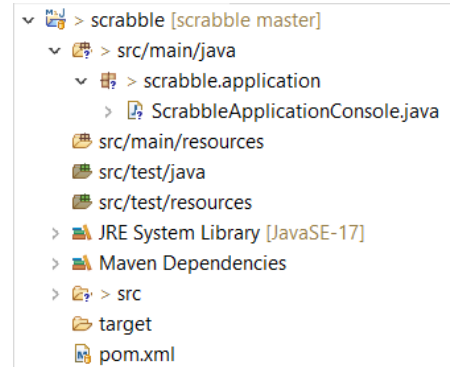 > scrabble [scrabble master]
> src/main/java
> scrabble.application
ScrabbleApplicationConsole.java
src/main/resources
src/test/java
src/test/resources
JRE System Library [JavaSE-17]
Maven Dependencies
> src
target
pom.xml